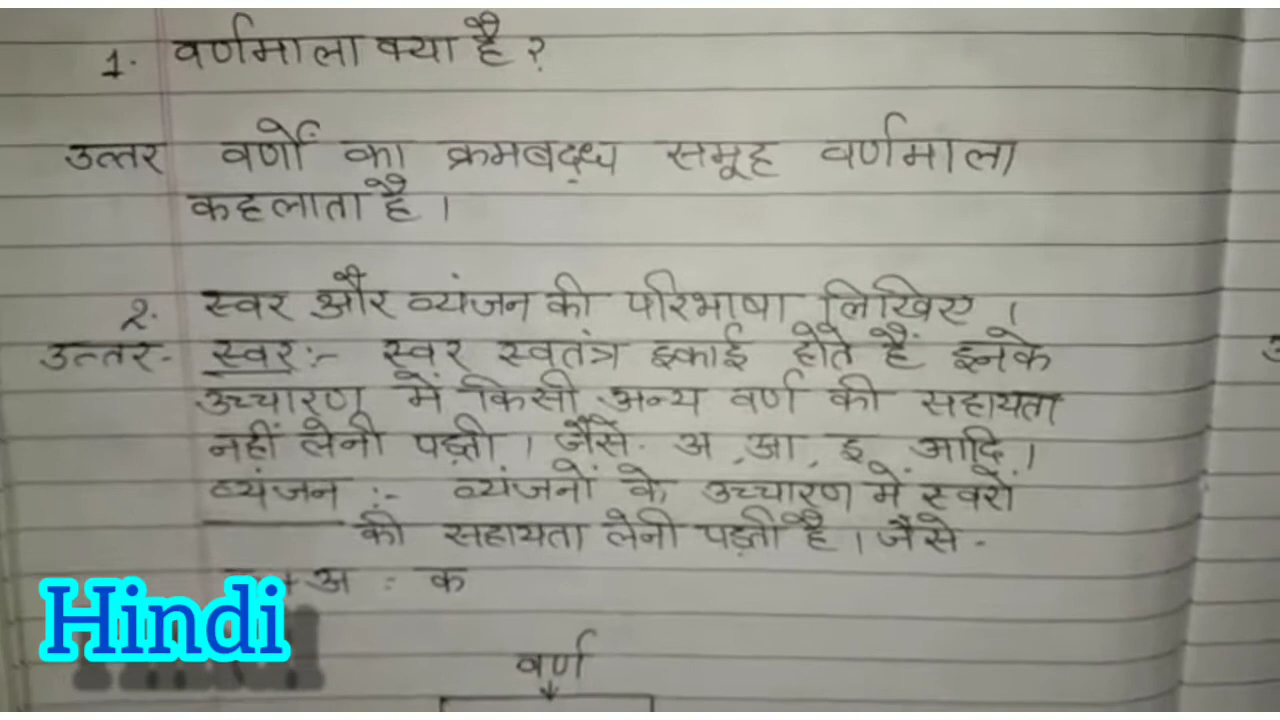 1. वर्णमाला क्या है ?
उत्तर वर्णों का क्रमबद्ध समूह वर्णमाला
कहलाता है ।
2. स्वर और व्यंजन की परिभाषा लिखिए ।
उत्तर- स्वर :- स्वर स्वतंत्र इकाई होते हैं इनके
उच्चारण में किसी अन्य वर्ण की सहायता
नहीं लेनी पड़ती । जैसे- अ, आ, इ, आदि ।
व्यंजन :- व्यंजनों के उच्चारण में स्वरों
की सहायता लेनी पड़ती है । जैसे -
+ अ : क
Hindi
वर्ण